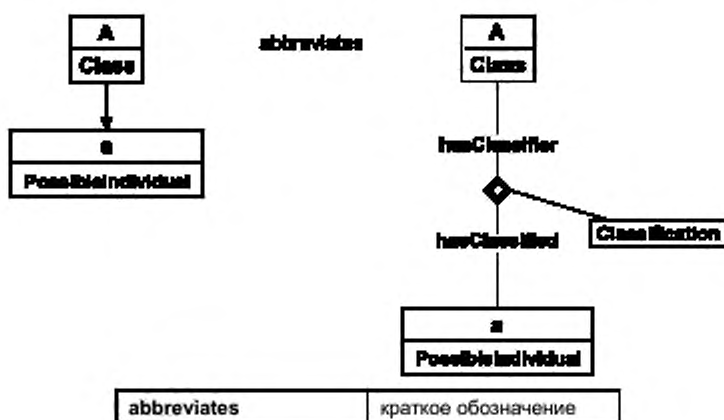 A
Class
abbreviates
A
Class
a
PossibleIndividual
hasClassifier
hasClassified
Classification
a
PossibleIndividual
abbreviates краткое обозначение